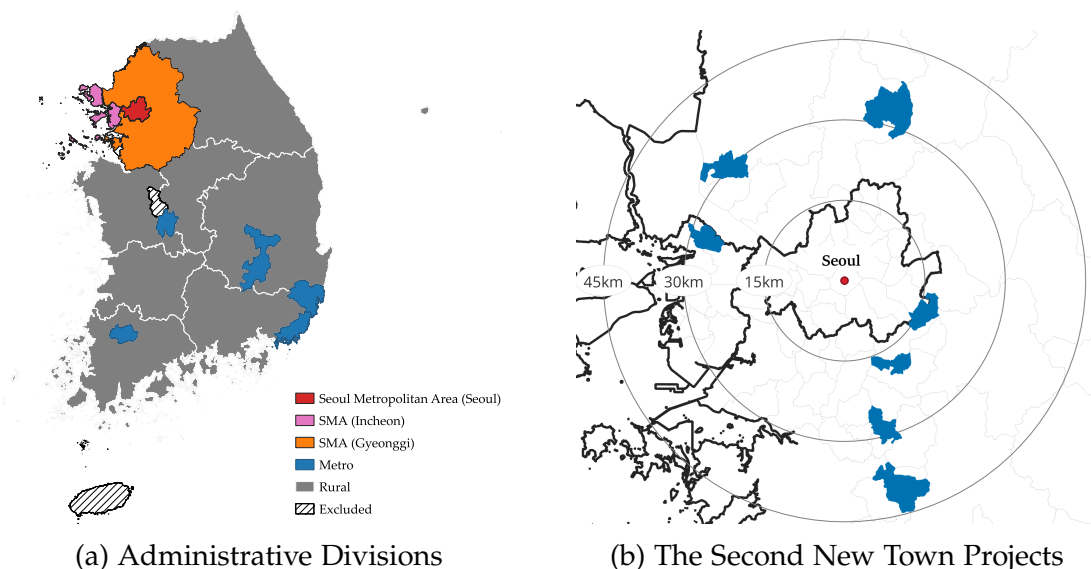 Seoul Metropolitan Area (Seoul)
SMA (Incheon)
SMA (Gyeonggi)
Metro
Rural
Excluded
(a) Administrative Divisions
Seoul
45km
30km
15km
(b) The Second New Town Projects